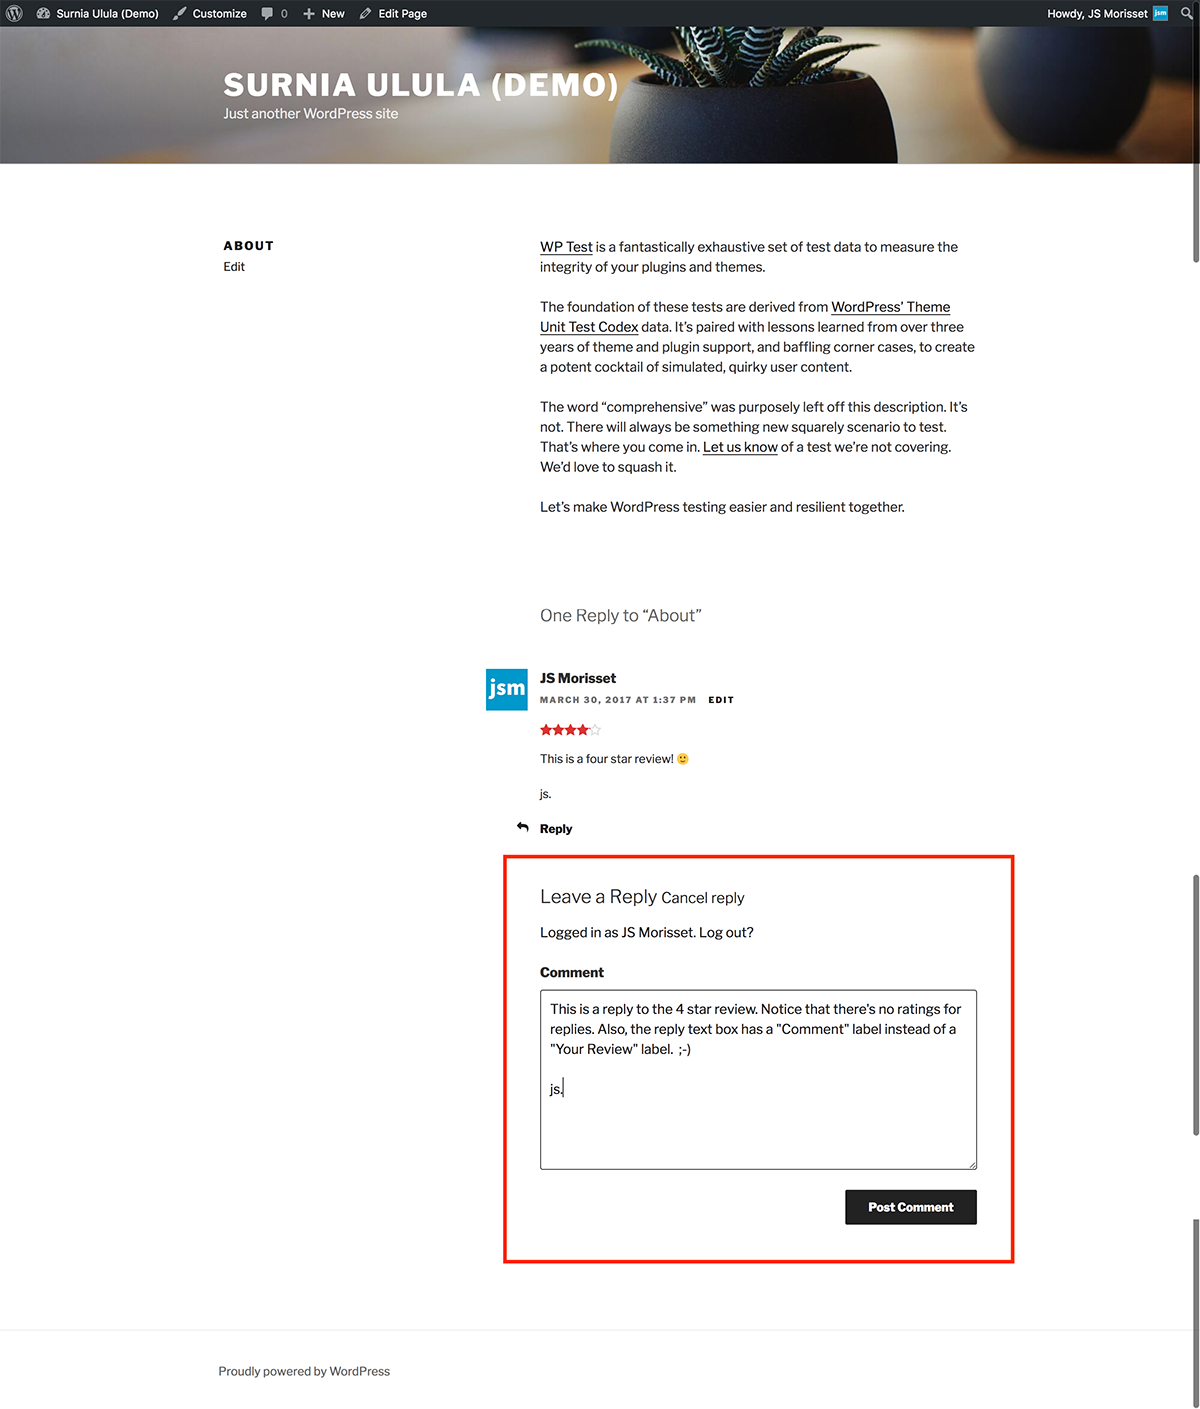 Surnia Ulula (Demo) Customize 0 New Edit Page Howdy, JS Morisset jsm
SURNIA ULULA (DEMO)
Just another WordPress site
ABOUT
Edit
WP Test is a fantastically exhaustive set of test data to measure the
integrity of your plugins and themes.
The foundation of these tests are derived from WordPress’ Theme
Unit Test Codex data. It’s paired with lessons learned from over three
years of theme and plugin support, and baffling corner cases, to create
a potent cocktail of simulated, quirky user content.
The word “comprehensive” was purposely left off this description. It’s
not. There will always be something new squarely scenario to test.
That’s where you come in. Let us know of a test we’re not covering.
We’d love to squash it.
Let’s make WordPress testing easier and resilient together.
One Reply to “About”
jsm
JS Morisset
MARCH 30, 2017 AT 1:37 PM EDIT
This is a four star review! 🙂
js.
Reply
Leave a Reply Cancel reply
Logged in as JS Morisset. Log out?
Comment
This is a reply to the 4 star review. Notice that there's no ratings for
replies. Also, the reply text box has a "Comment" label instead of a
"Your Review" label. ;-)
js.
Post Comment
Proudly powered by WordPress